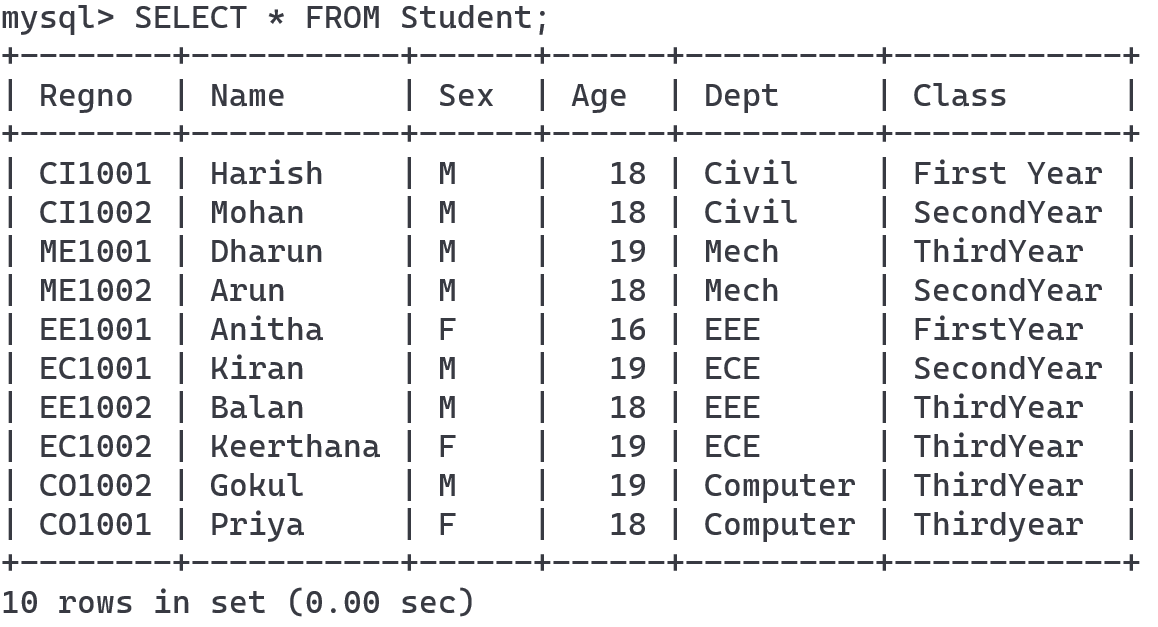 mysql> SELECT * FROM Student;
+--------+-----------+------+------+----------+------------+
| Regno  | Name      | Sex  | Age  | Dept     | Class      |
+--------+-----------+------+------+----------+------------+
| CI1001 | Harish    | M    |   18 | Civil    | First Year |
| CI1002 | Mohan     | M    |   18 | Civil    | SecondYear |
| ME1001 | Dharun    | M    |   19 | Mech     | ThirdYear  |
| ME1002 | Arun      | M    |   18 | Mech     | SecondYear |
| EE1001 | Anitha    | F    |   16 | EEE      | FirstYear  |
| EC1001 | Kiran     | M    |   19 | ECE      | SecondYear |
| EE1002 | Balan     | M    |   18 | EEE      | ThirdYear  |
| EC1002 | Keerthana | F    |   19 | ECE      | ThirdYear  |
| CO1002 | Gokul     | M    |   19 | Computer | ThirdYear  |
| CO1001 | Priya     | F    |   18 | Computer | Thirdyear  |
+--------+-----------+------+------+----------+------------+
10 rows in set (0.00 sec)